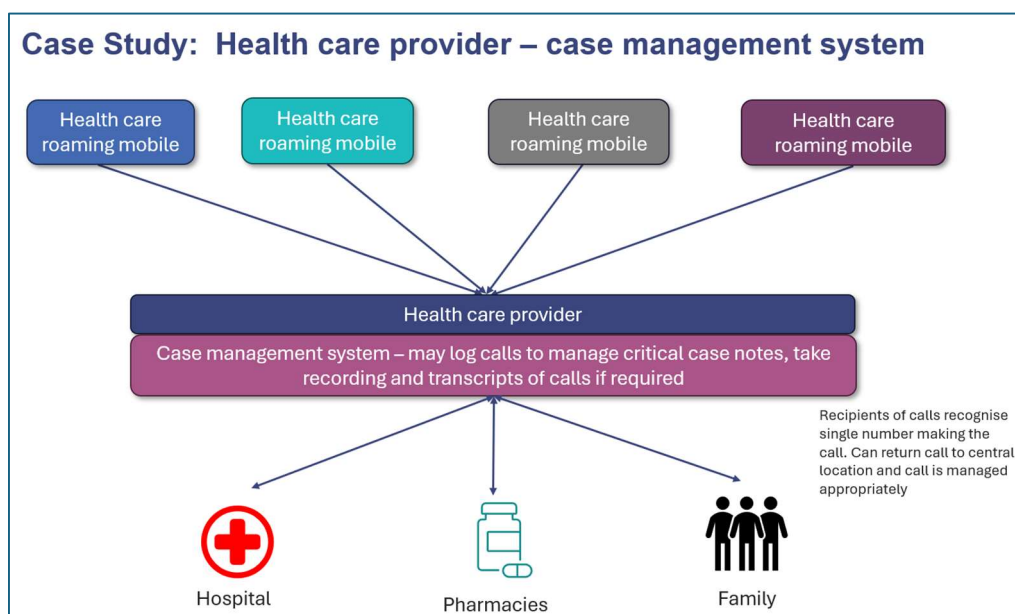 Case Study:  Health care provider – case management system
Health care
roaming mobile
Health care
roaming mobile
Health care
roaming mobile
Health care
roaming mobile
Health care provider
Case management system – may log calls to manage critical case notes, take
recording and transcripts of calls if required
Recipients of calls recognise
single number making the
call. Can return call to central
location and call is managed
appropriately
Hospital
Pharmacies
Family